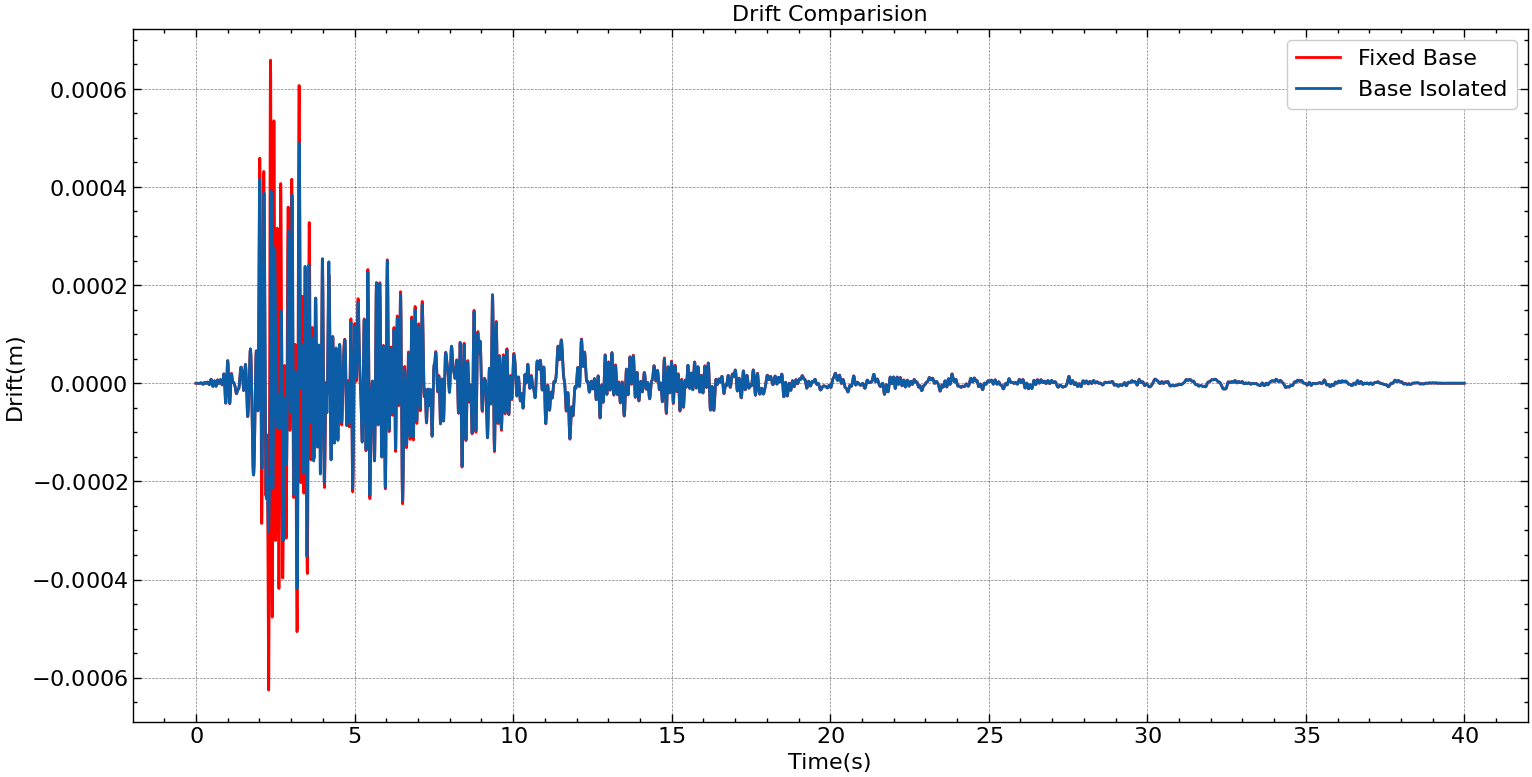 Drift Comparision
Fixed Base
Base Isolated
Drift(m)
0.0006
0.0004
0.0002
0.0000
−0.0002
−0.0004
−0.0006
0 5 10 15 20 25 30 35 40
Time(s)